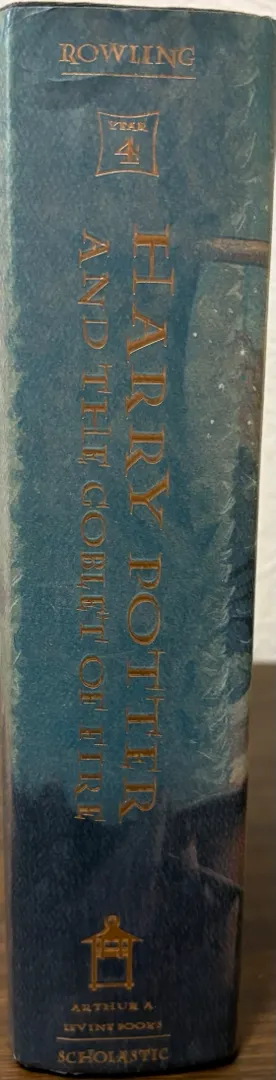 ROWLING
YEAR
4
HARRY POTTER
AND THE GOBLET OF FIRE
ARTHUR A
LEVINE BOOKS
SCHOLASTIC